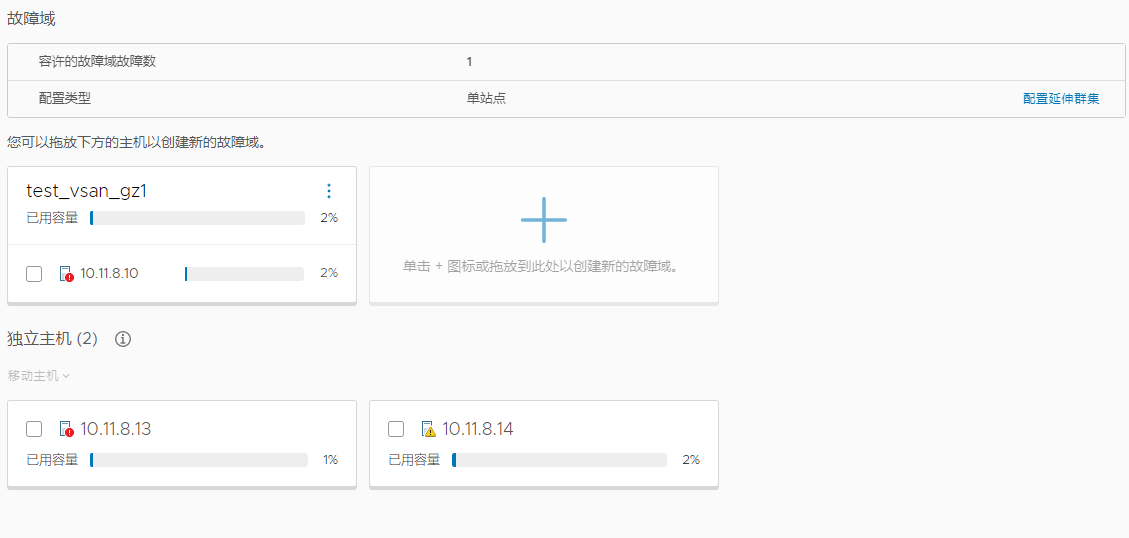 故障域
容许的故障域故障数 1
配置类型 单站点 配置延伸群集
您可以拖放下方的主机以创建新的故障域。
test_vsan_gz1
已用容量 2%
10.11.8.10 2%
单击 + 图标或拖放到此处以创建新的故障域。
独立主机 (2)
移动主机
10.11.8.13
已用容量 1%
10.11.8.14
已用容量 2%